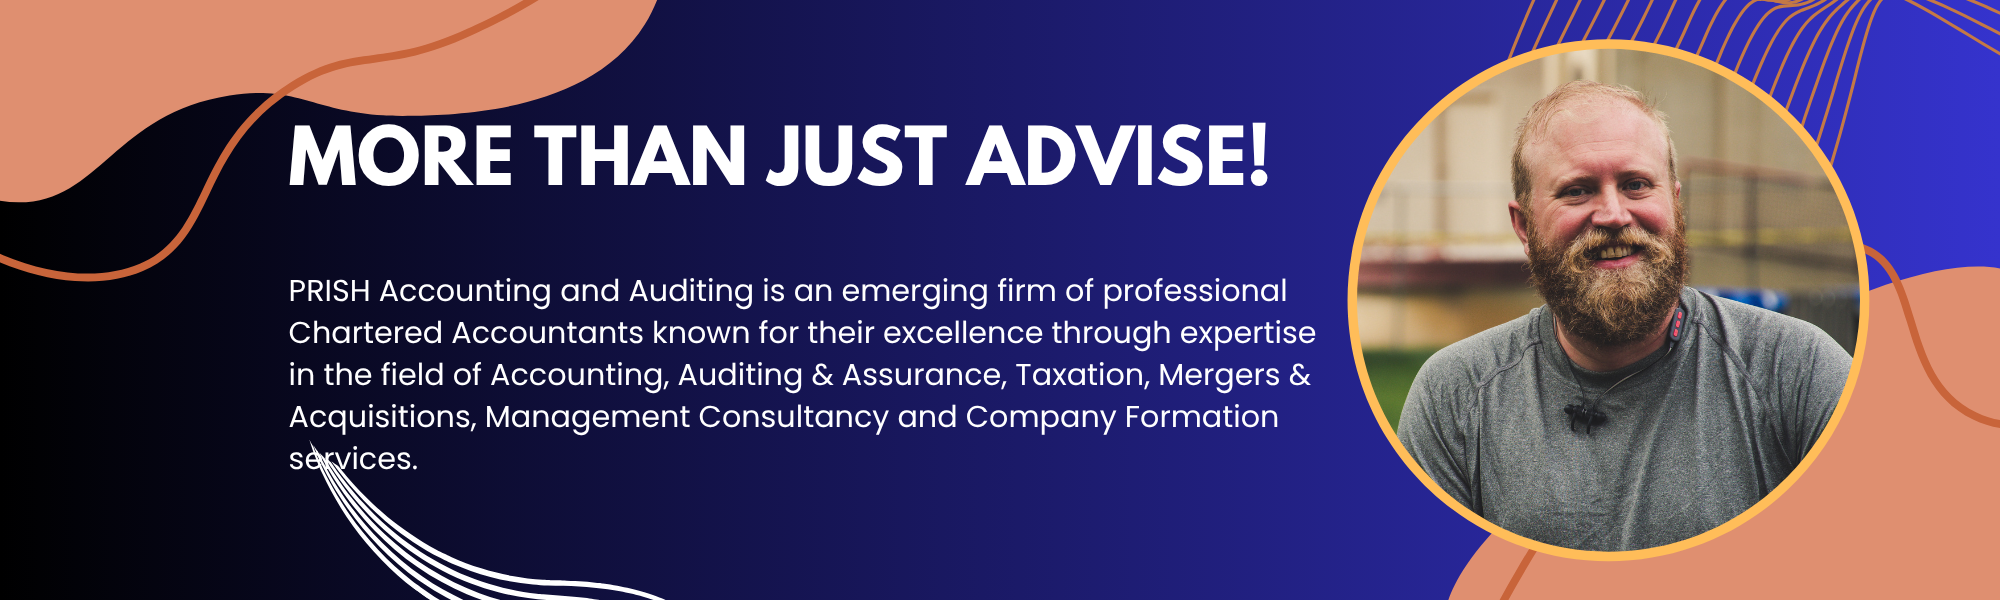 MORE THAN JUST ADVISE!
PRISH Accounting and Auditing is an emerging firm of professional
Chartered Accountants known for their excellence through expertise
in the field of Accounting, Auditing & Assurance, Taxation, Mergers &
Acquisitions, Management Consultancy and Company Formation
services.